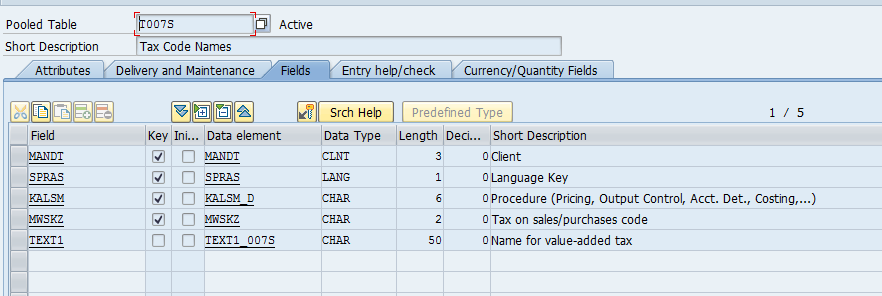 Pooled Table T007S Active
Short Description Tax Code Names
Attributes Delivery and Maintenance Fields Entry help/check Currency/Quantity Fields
Srch Help Predefined Type 1 / 5
Field Key Ini... Data element Data Type Length Deci... Short Description
MANDT MANDT CLNT 3 0 Client
SPRAS SPRAS LANG 1 0 Language Key
KALSM KALSM_D CHAR 6 0 Procedure (Pricing, Output Control, Acct. Det., Costing,...)
MWSKZ MWSKZ CHAR 2 0 Tax on sales/purchases code
TEXT1 TEXT1_007S CHAR 50 0 Name for value-added tax